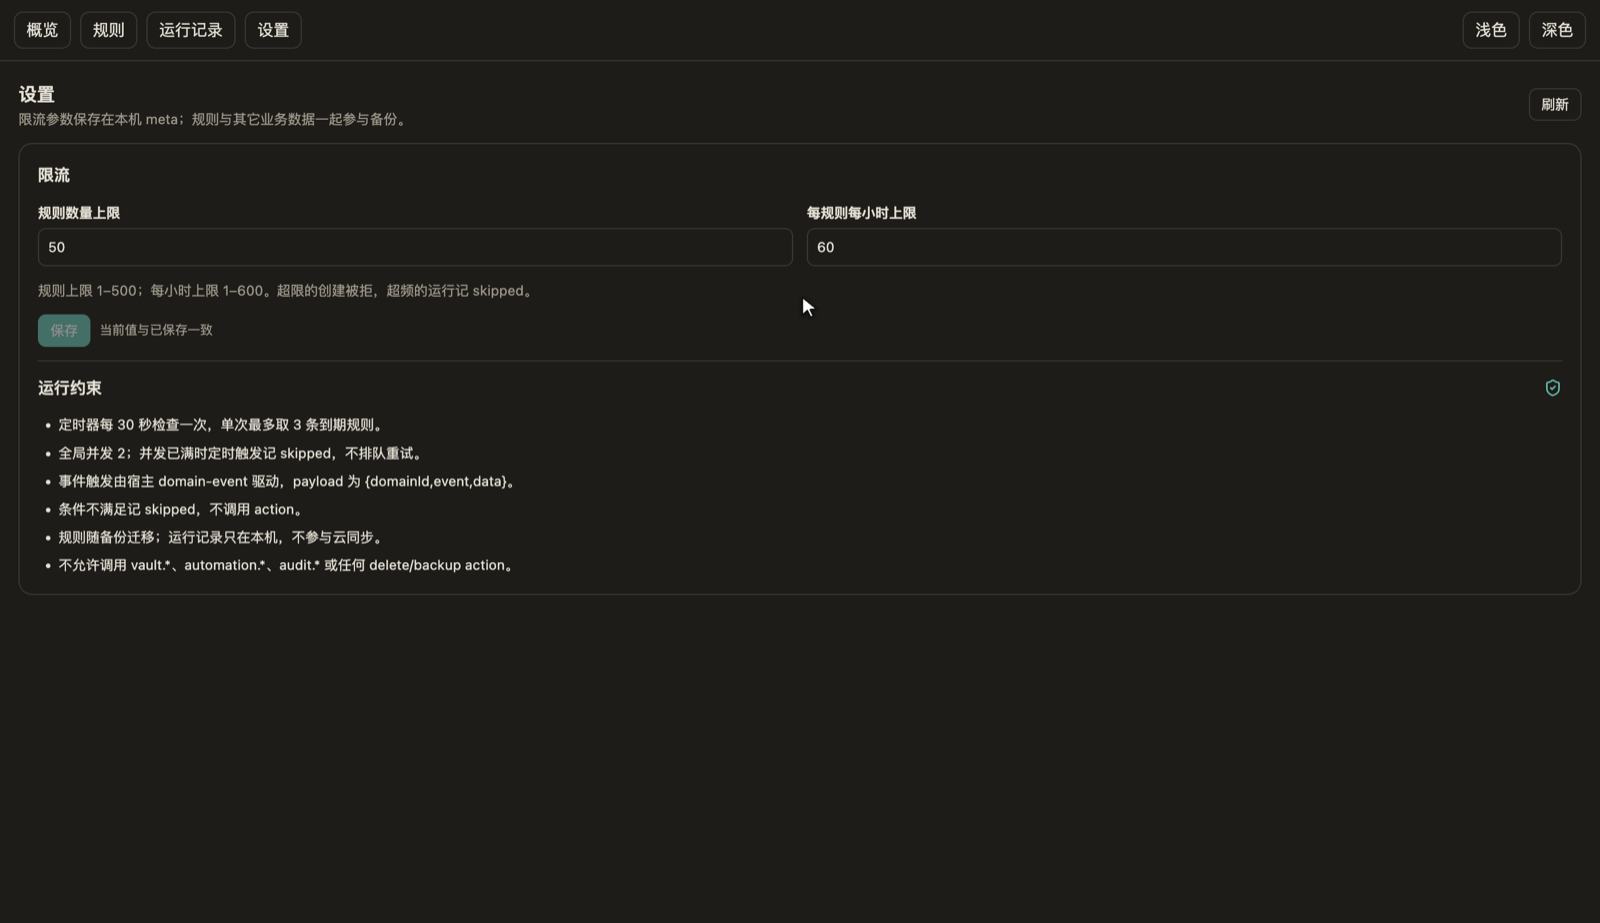 概览 规则 运行记录 设置 浅色 深色
设置
限流参数保存在本机 meta；规则与其它业务数据一起参与备份。
刷新
限流
规则数量上限 每规则每小时上限
50 60
规则上限 1–500；每小时上限 1–600。超限的创建被拒，超频的运行记 skipped。
保存 当前值与已保存一致
运行约束
• 定时器每 30 秒检查一次，单次最多取 3 条到期规则。
• 全局并发 2；并发已满时定时触发记 skipped，不排队重试。
• 事件触发由宿主 domain-event 驱动，payload 为 {domainId,event,data}。
• 条件不满足记 skipped，不调用 action。
• 规则随备份迁移；运行记录只在本机，不参与云同步。
• 不允许调用 vault.*、automation.*、audit.* 或任何 delete/backup action。